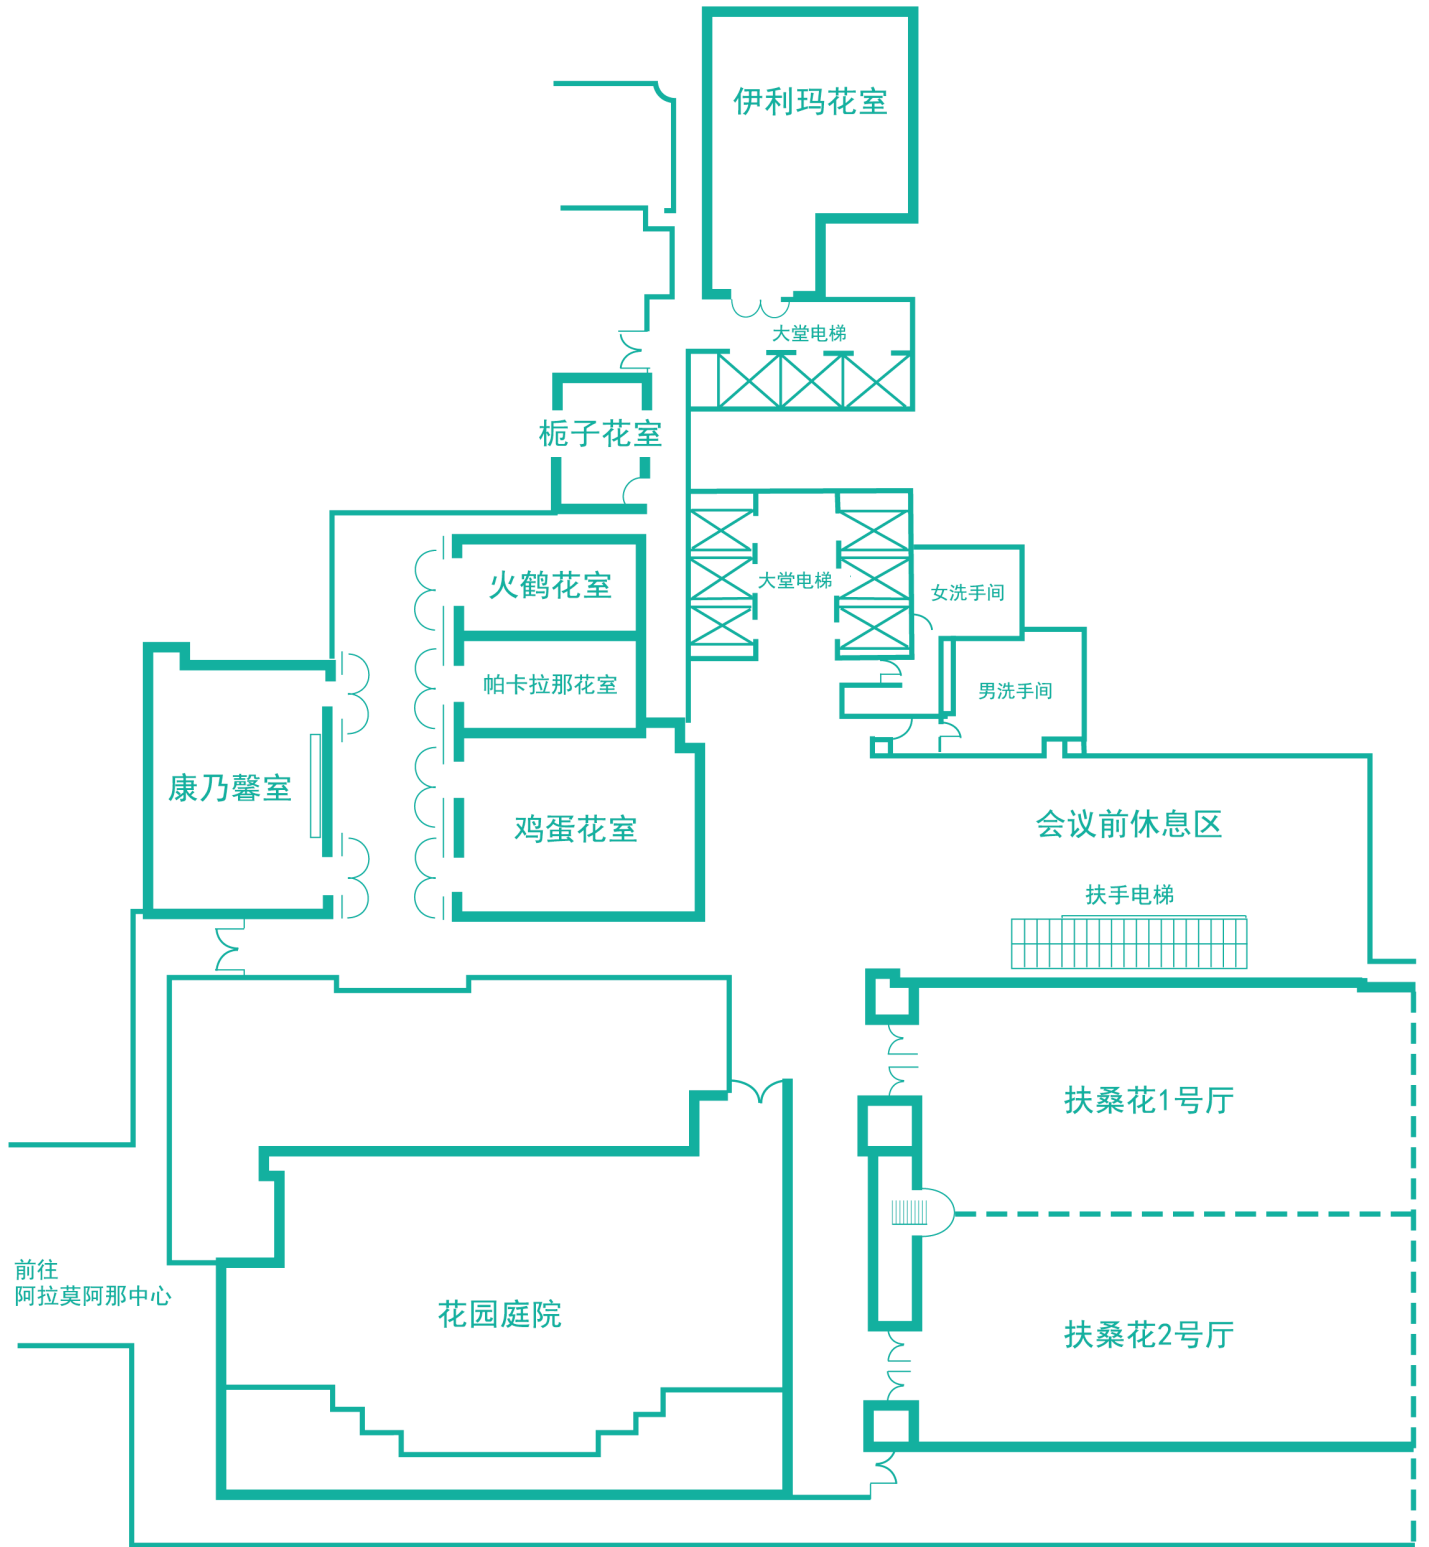 伊利玛花室
大堂电梯
栀子花室
火鹤花室
大堂电梯
女洗手间
帕卡拉那花室
男洗手间
康乃馨室
鸡蛋花室
会议前休息区
扶手电梯
扶桑花1号厅
前往
阿拉莫阿那中心
花园庭院
扶桑花2号厅